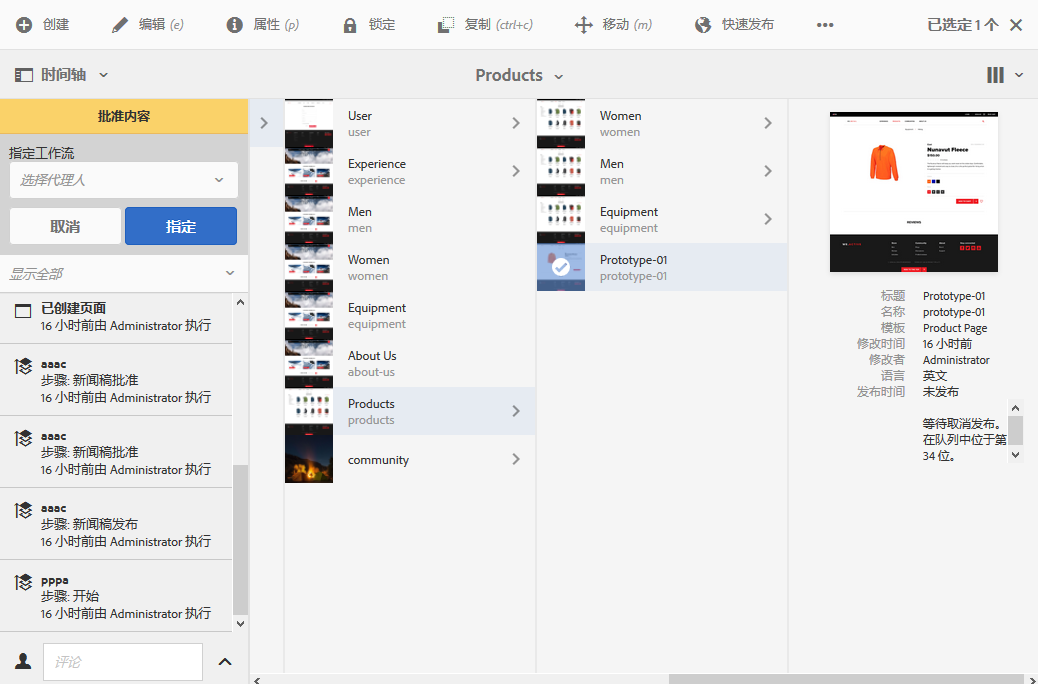 创建
编辑 (e)
属性 (p)
锁定
复制 (ctrl+c)
移动 (m)
快速发布
已选定 1 个
时间轴
Products
批准内容
指定工作流
选择代理人
取消
指定
显示全部
已创建页面
16 小时前由 Administrator 执行
aaac
步骤: 新闻稿批准
16 小时前由 Administrator 执行
aaac
步骤: 新闻稿批准
16 小时前由 Administrator 执行
aaac
步骤: 新闻稿发布
16 小时前由 Administrator 执行
pppa
步骤: 开始
16 小时前由 Administrator 执行
评论
User
user
Experience
experience
Men
men
Women
women
Equipment
equipment
About Us
about-us
Products
products
community
Women
women
Men
men
Equipment
equipment
Prototype-01
prototype-01
Nunavut Fleece
REVIEWS
标题 Prototype-01
名称 prototype-01
模板 Product Page
修改时间 16 小时前
修改者 Administrator
语言 英文
发布时间 未发布
等待取消发布。
在队列中位于第
34 位。